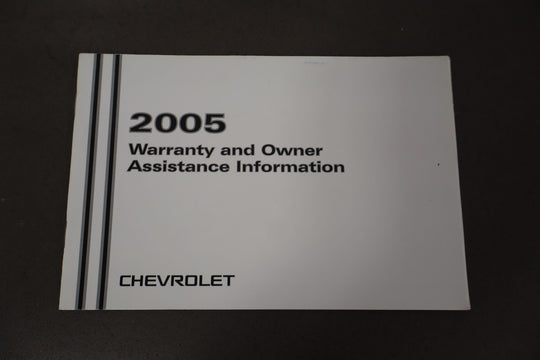 2005
Warranty and Owner
Assistance Information
CHEVROLET